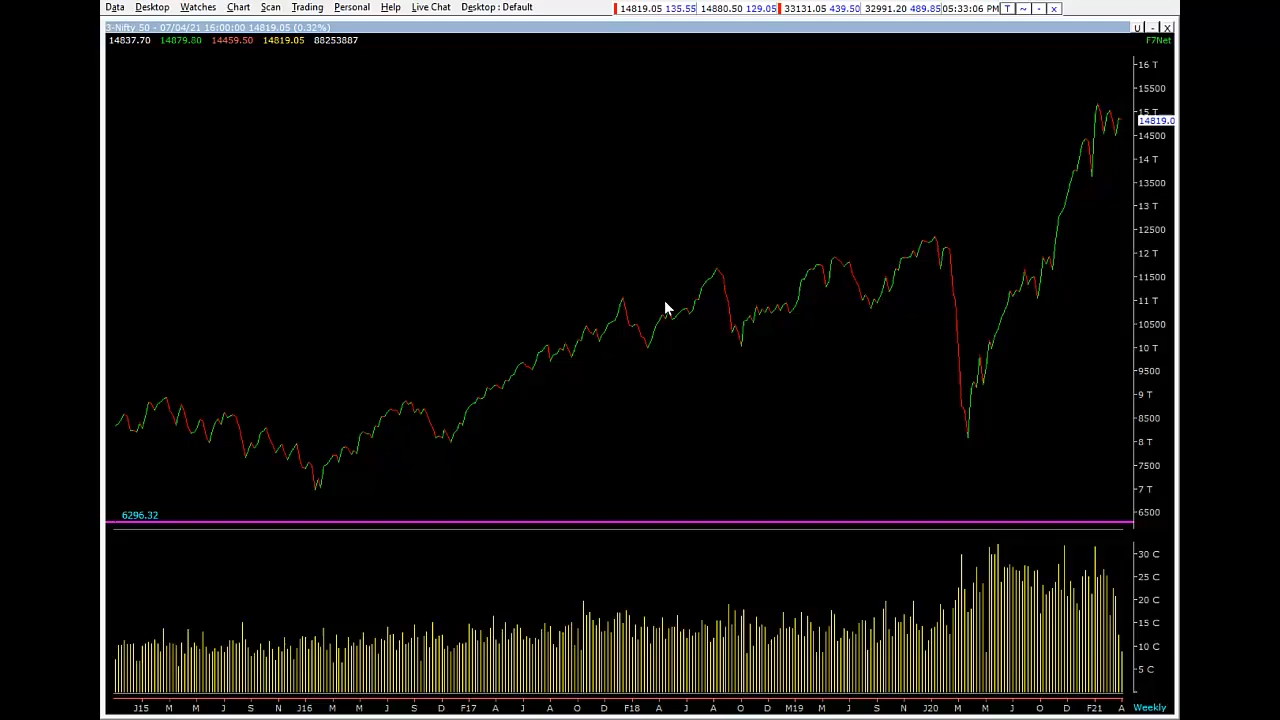 Data Desktop Watches Chart Scan Trading Personal Help Live Chat Desktop : Default 14819.05 135.55 14880.50 129.05 33131.05 439.50 32991.20 489.85 05:33:06 PM T ~ - x
3-Nifty-50 - 07/04/21 16:00:00 14819.05 (0.32%) U - X
14837.70 14879.80 14459.50 14819.05 88253887 F7Net
16 T
15500
15 T
14819.0
14500
14 T
13500
13 T
12500
12 T
11500
11 T
10500
10 T
9500
9 T
8500
8 T
7500
7 T
6296.32 6500
30 C
25 C
20 C
15 C
10 C
5 C
J15 M M J S N J16 M M J S N F17 A J A O D F18 A J A O D M19 M J S N J20 M M J O D F21 A Weekly